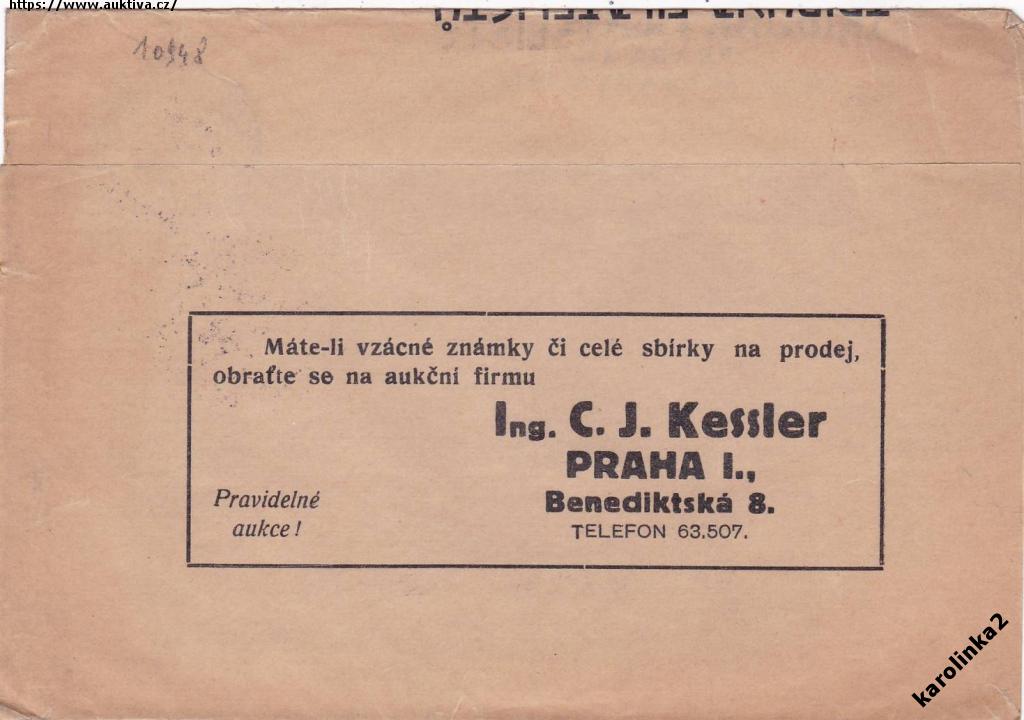 https://www.auktiva.cz/
10948
Máte-li vzácné známky či celé sbírky na prodej,
obraťte se na aukční firmu
Ing. C. J. Kessler
PRAHA I.,
Benediktská 8.
TELEFON 63.507.
Pravidelné
aukce!
karolinka2